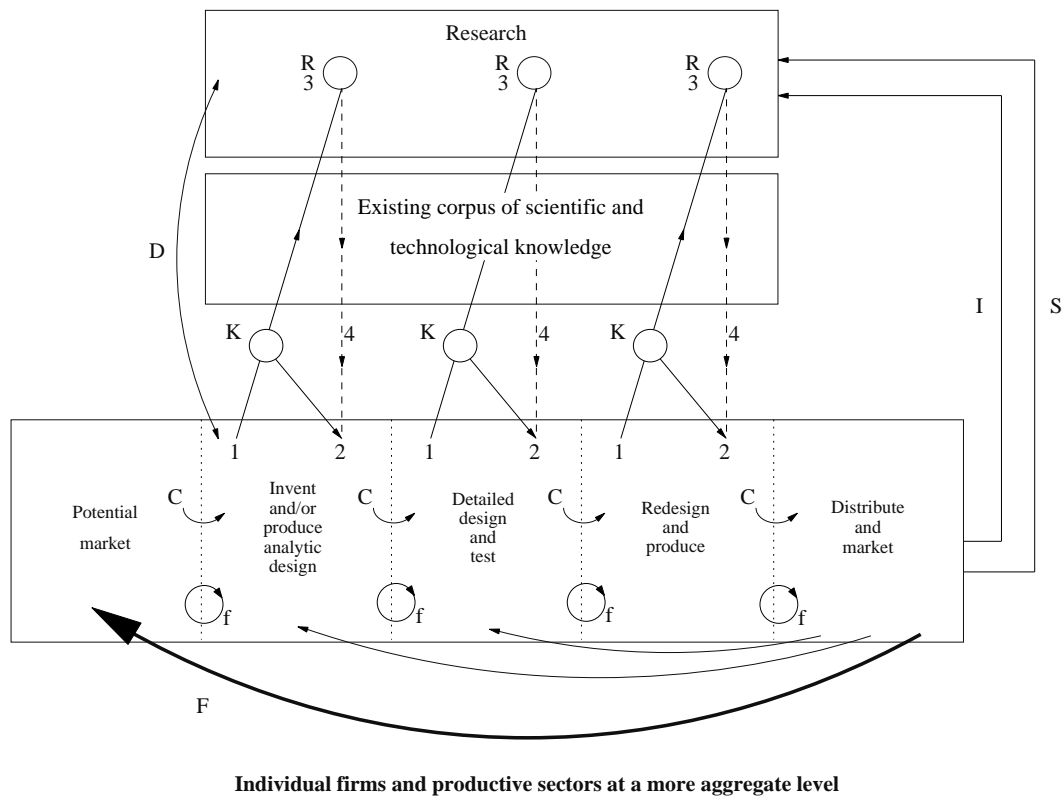 Research
R R R
3 3 3
Existing corpus of scientific and
technological knowledge
D
I S
K 4 K 4 K 4
1 2 1 2 1 2
C C C C
Potential
market
Invent
and/or
produce
analytic
design
Detailed
design
and
test
Redesign
and
produce
Distribute
and
market
f f f f
F
Individual firms and productive sectors at a more aggregate level